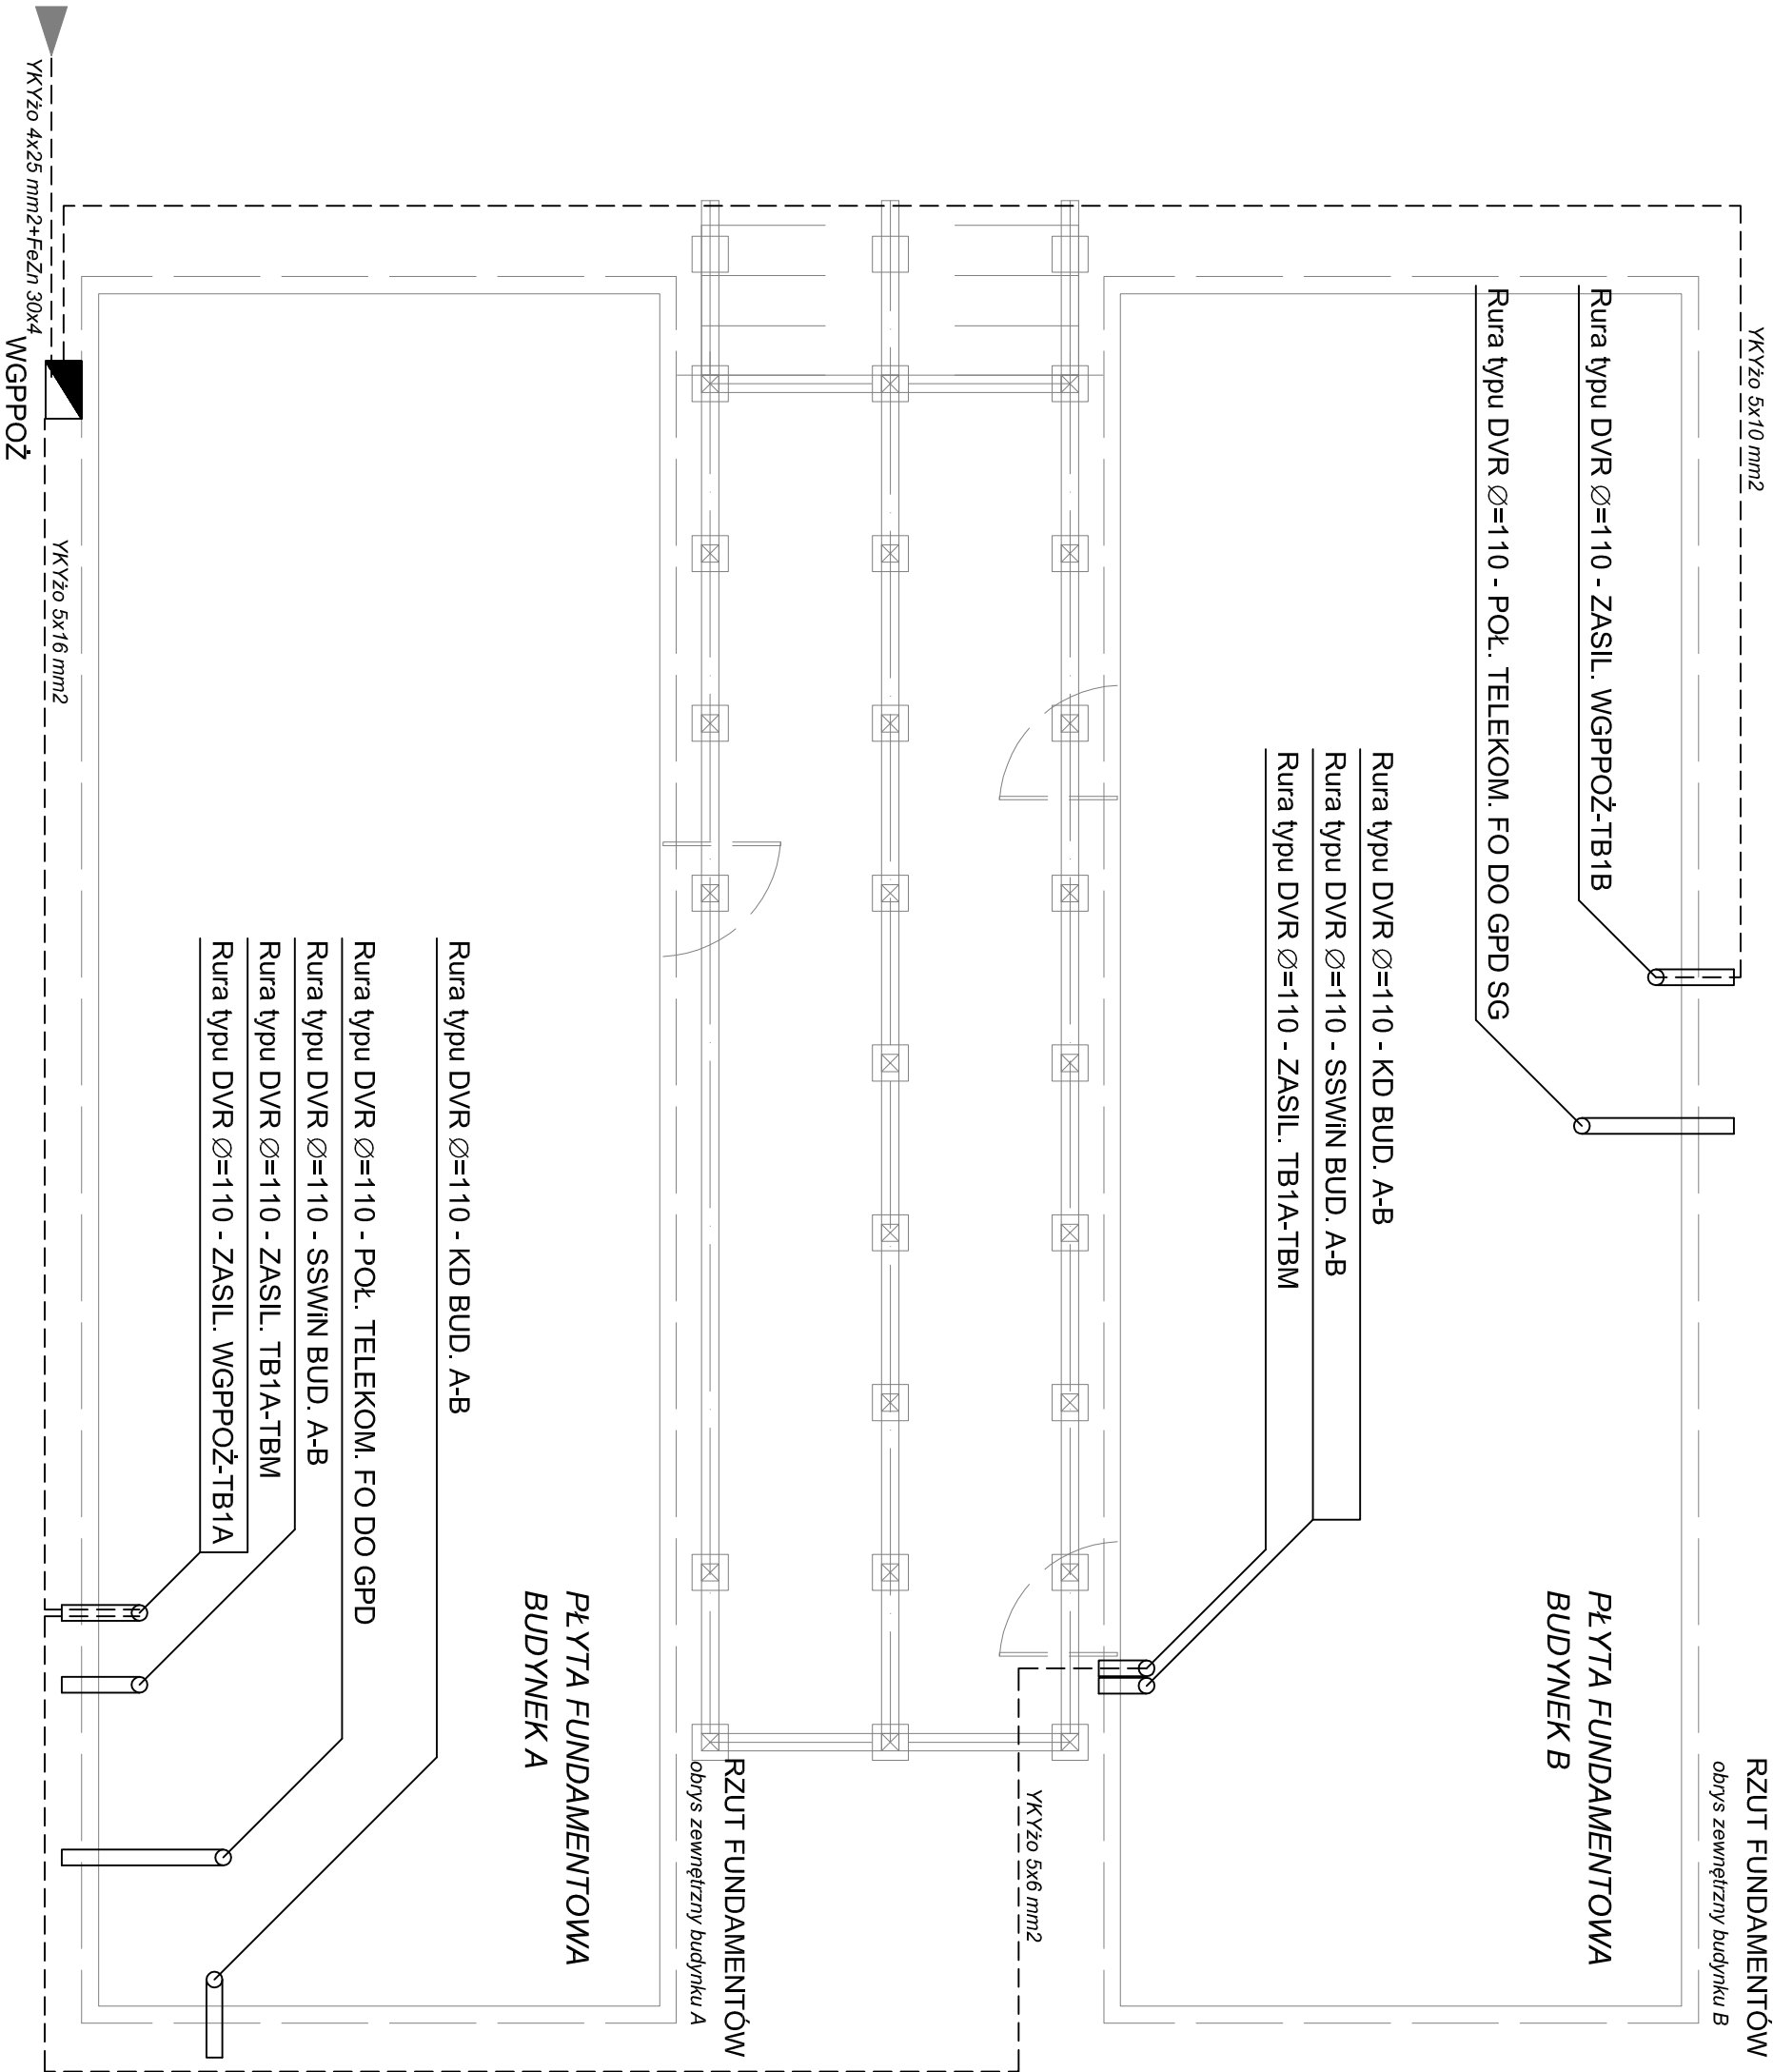 RZUT FUNDAMENTÓW
obrys zewnętrzny budynku B
YKYżo 5x10 mm2
Rura typu DVR ∅=110 - ZASIL. WGPPOŻ-TB1B
Rura typu DVR ∅=110 - POŁ. TELEKOM. FO DO GPD SG
PŁYTA FUNDAMENTOWA
BUDYNEK B
Rura typu DVR ∅=110 - KD BUD. A-B
Rura typu DVR ∅=110 - SSWiN BUD. A-B
Rura typu DVR ∅=110 - ZASIL. TB1A-TBM
YKYżo 5x6 mm2
RZUT FUNDAMENTÓW
obrys zewnętrzny budynku A
PŁYTA FUNDAMENTOWA
BUDYNEK A
Rura typu DVR ∅=110 - KD BUD. A-B
Rura typu DVR ∅=110 - POŁ. TELEKOM. FO DO GPD
Rura typu DVR ∅=110 - SSWiN BUD. A-B
Rura typu DVR ∅=110 - ZASIL. TB1A-TBM
Rura typu DVR ∅=110 - ZASIL. WGPPOŻ-TB1A
YKYżo 5x16 mm2
YKYżo 4x25 mm2+FeZn 30x4
WGPPOŻ